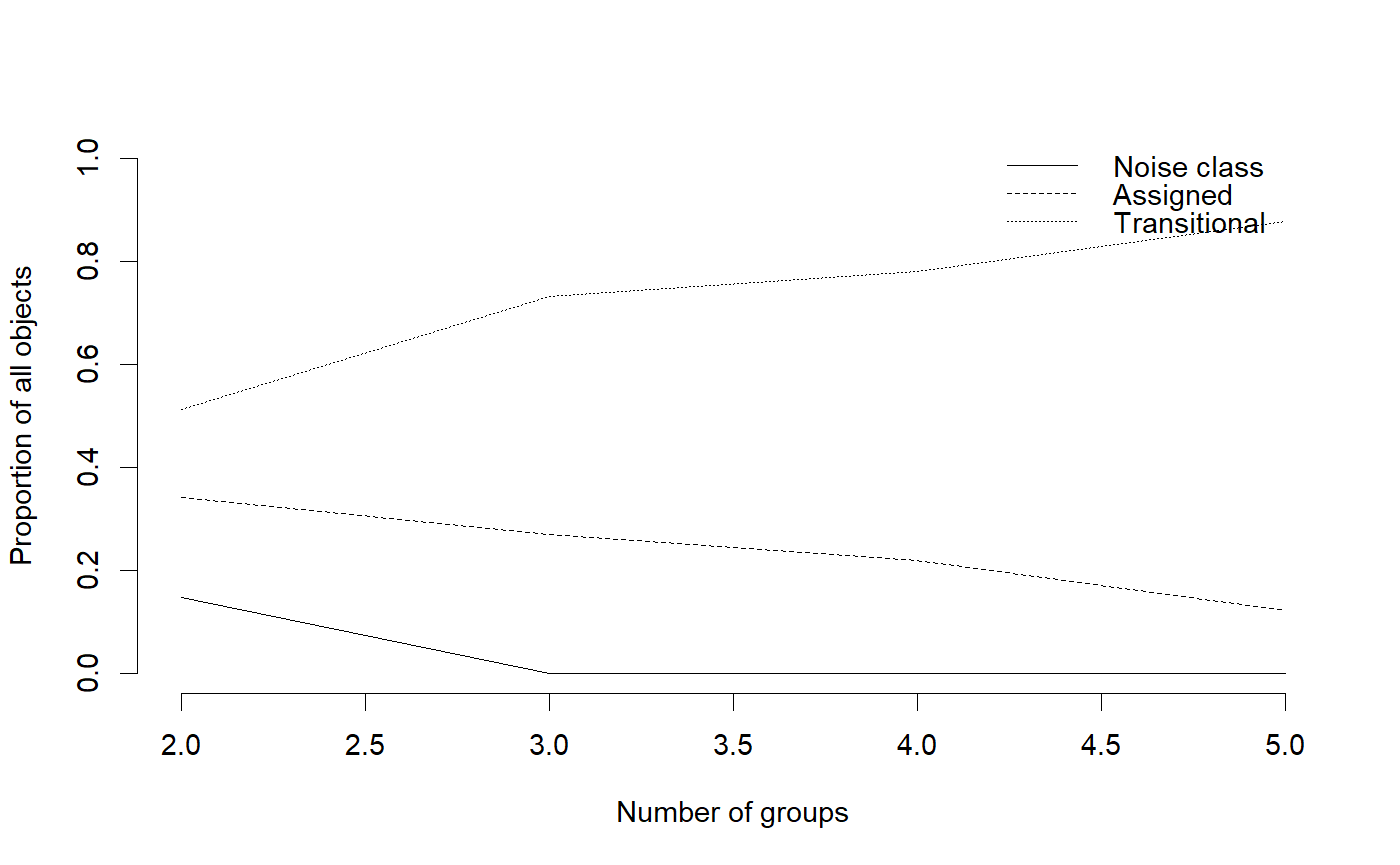 Noise class
Assigned
Transitional
Proportion of all objects
1.0
0.8
0.6
0.4
0.2
0.0
2.0 2.5 3.0 3.5 4.0 4.5 5.0
Number of groups